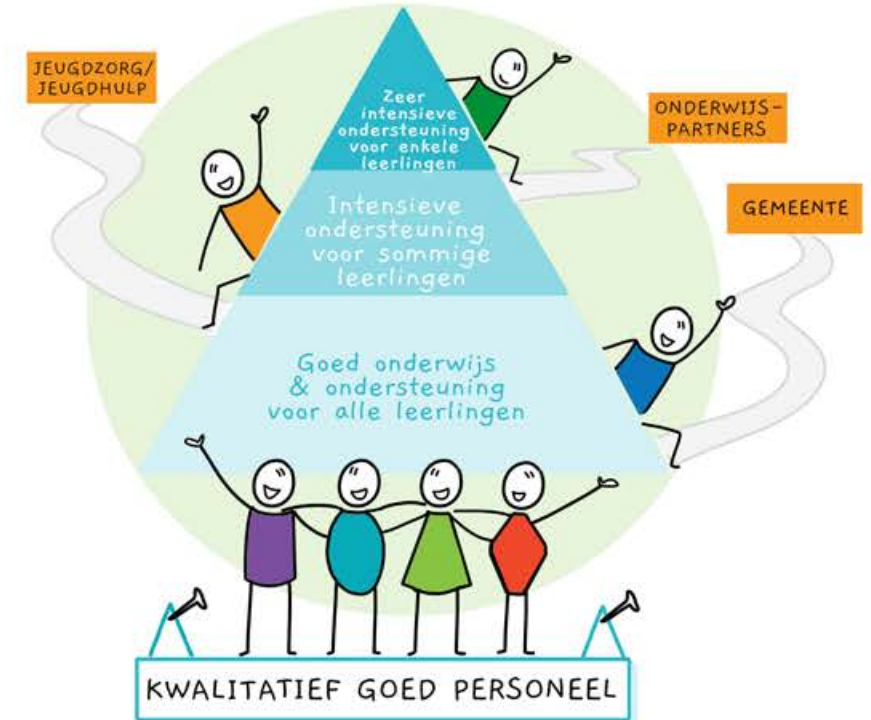 JEUGDZORG/
JEUGDHULP
Zeer
intensieve
ondersteuning
voor enkele
leerlingen
ONDERWIJS-
PARTNERS
GEMEENTE
Intensieve
ondersteuning
voor sommige
leerlingen
Goed onderwijs
& ondersteuning
voor alle leerlingen
KWALITATIEF GOED PERSONEEL